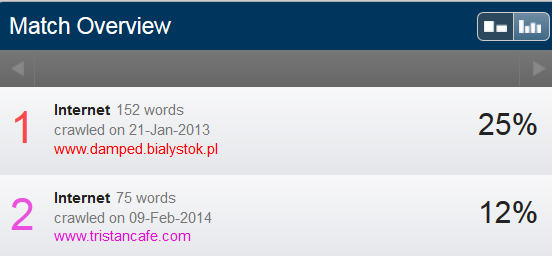 Match Overview
1
Internet 152 words
crawled on 21-Jan-2013
www.damped.bialystok.pl
25%
2
Internet 75 words
crawled on 09-Feb-2014
www.tristancafe.com
12%